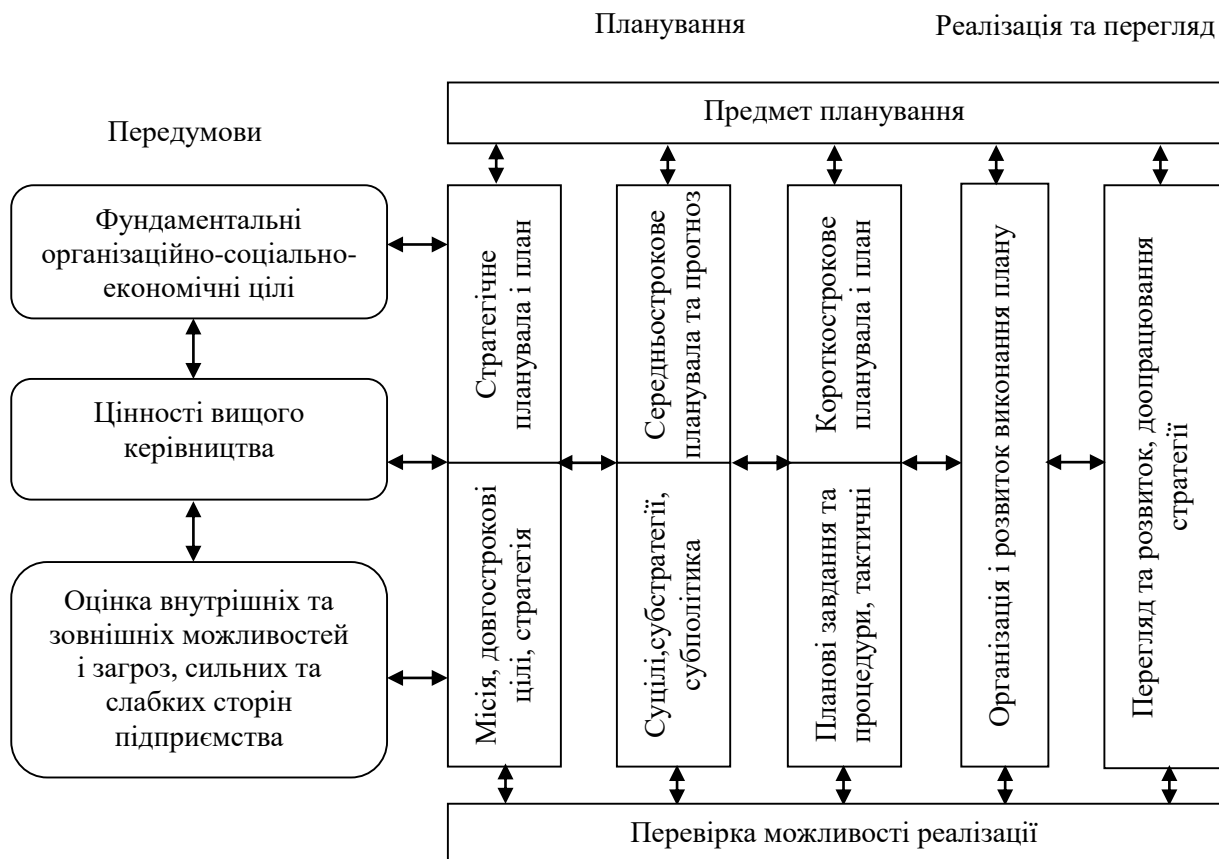 Планування
Реалізація та перегляд
Предмет планування
Передумови
Фундаментальні
організаційно-соціально-
економічні цілі
Цінності вищого
керівництва
Оцінка внутрішніх та
зовнішніх можливостей
і загроз, сильних та
слабких сторін
підприємства
Стратегічне
планувала і план
Місія, довгострокові
цілі, стратегія
Середньострокове
планувала та прогноз
Суцілі,субстратегії,
субполітика
Короткострокове
планувала і план
Планові завдання та
процедури, тактичні
Організація і розвиток виконання плану
Перегляд та розвиток, доопрацювання
стратегії
Перевірка можливості реалізації